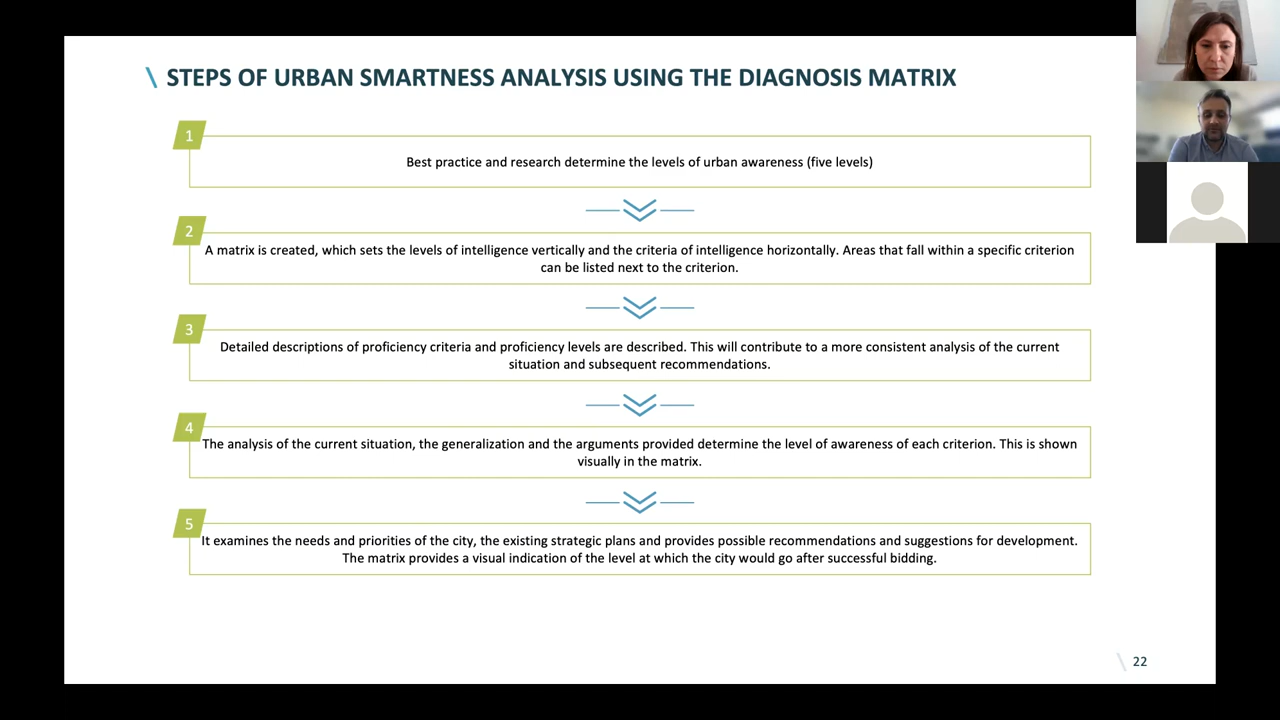 \ STEPS OF URBAN SMARTNESS ANALYSIS USING THE DIAGNOSIS MATRIX
1
Best practice and research determine the levels of urban awareness (five levels)
2
A matrix is created, which sets the levels of intelligence vertically and the criteria of intelligence horizontally. Areas that fall within a specific criterion
can be listed next to the criterion.
3
Detailed descriptions of proficiency criteria and proficiency levels are described. This will contribute to a more consistent analysis of the current
situation and subsequent recommendations.
4
The analysis of the current situation, the generalization and the arguments provided determine the level of awareness of each criterion. This is shown
visually in the matrix.
5
It examines the needs and priorities of the city, the existing strategic plans and provides possible recommendations and suggestions for development.
The matrix provides a visual indication of the level at which the city would go after successful bidding.
\ 22